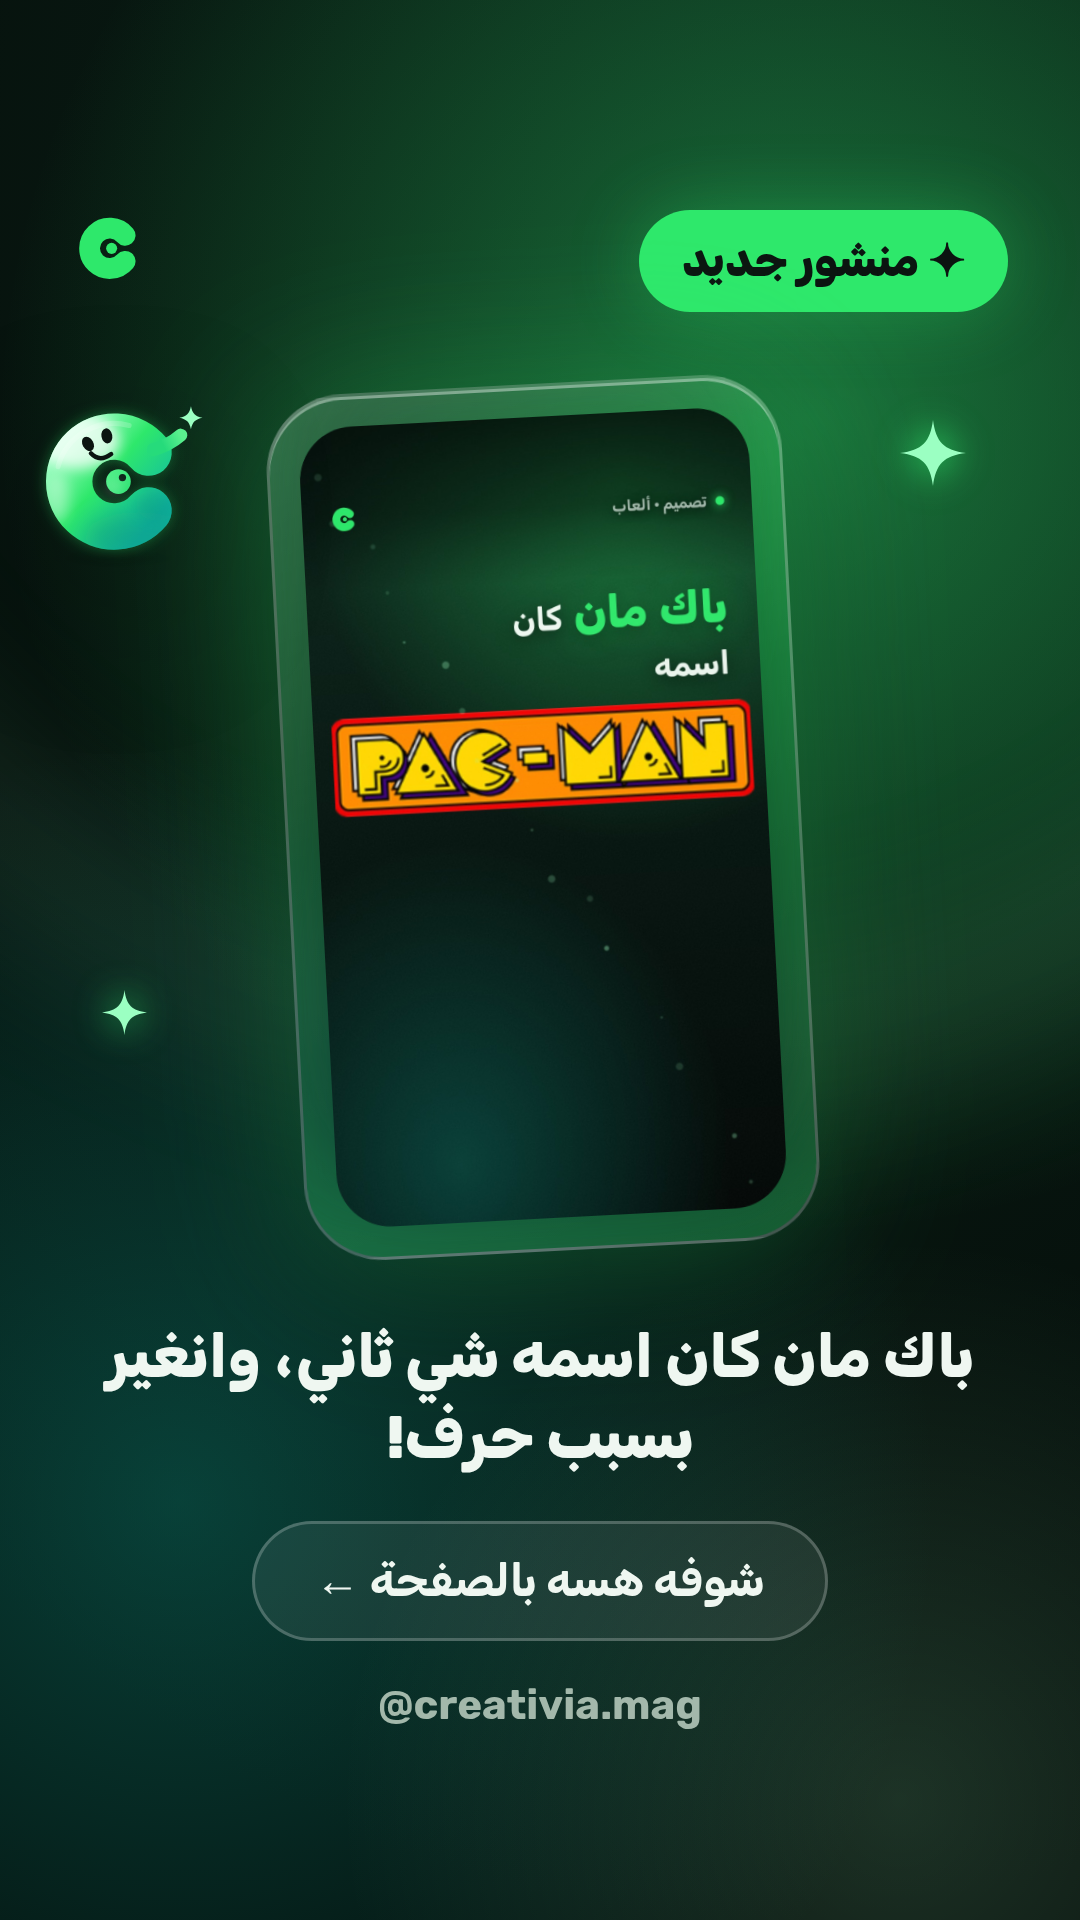 ✦ منشور جديد
تصميم • ألعاب
باك مان كان
اسمه
PAC-MAN
باك مان كان اسمه شي ثاني، وانغير
بسبب حرف!
شوفه هسه بالصفحة ←
@creativia.mag